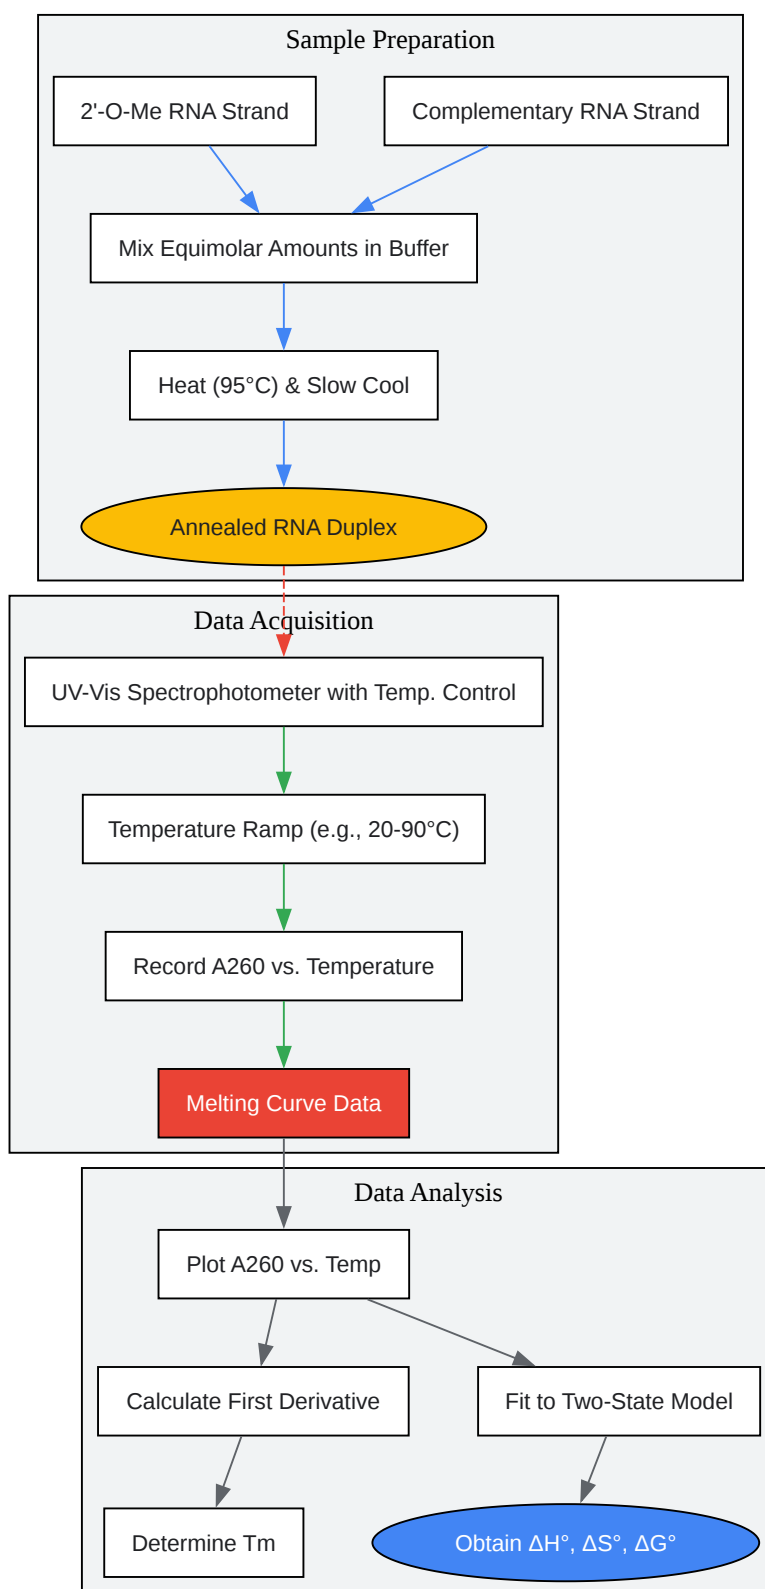 Sample Preparation
2'-O-Me RNA Strand
Complementary RNA Strand
Mix Equimolar Amounts in Buffer
Heat (95°C) & Slow Cool
Annealed RNA Duplex
Data Acquisition
UV-Vis Spectrophotometer with Temp. Control
Temperature Ramp (e.g., 20-90°C)
Record A260 vs. Temperature
Melting Curve Data
Data Analysis
Plot A260 vs. Temp
Calculate First Derivative
Fit to Two-State Model
Determine Tm
Obtain ΔH°, ΔS°, ΔG°